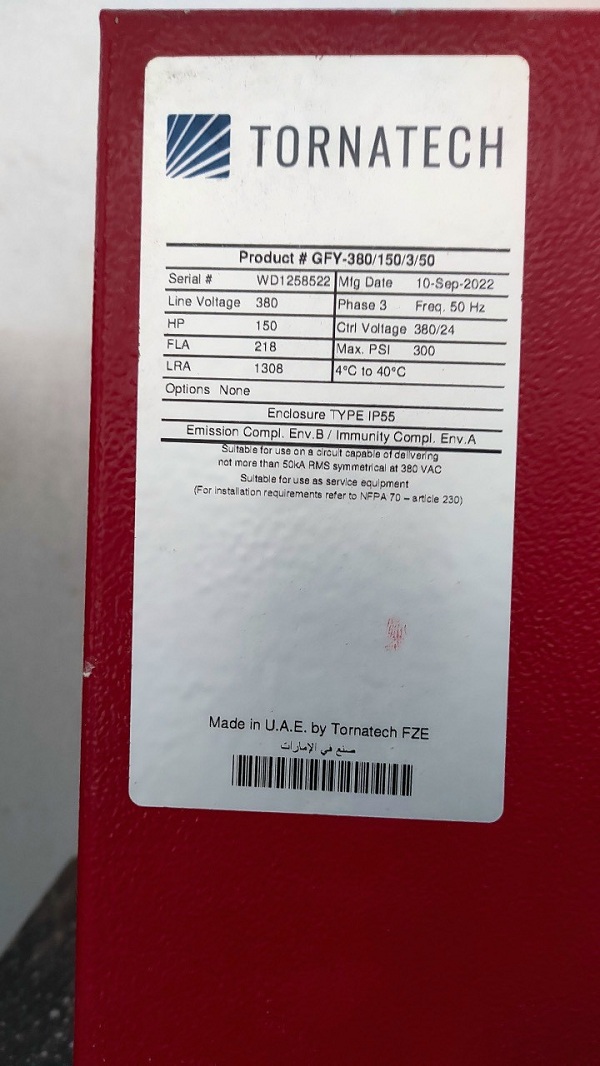 TORNATECH
Product # GFY-380/150/3/50
Serial # WD1258522 Mfg Date 10-Sep-2022
Line Voltage 380 Phase 3 Freq. 50 Hz
HP 150 Ctrl Voltage 380/24
FLA 218 Max. PSI 300
LRA 1308 4°C to 40°C
Options None
Enclosure TYPE IP55
Emission Compl. Env.B / Immunity Compl. Env.A
Suitable for use on a circuit capable of delivering
not more than 50kA RMS symmetrical at 380 VAC
Suitable for use as service equipment
(For installation requirements refer to NFPA 70 – article 230)
Made in U.A.E. by Tornatech FZE
صنع في الإمارات